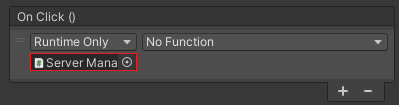 On Click ()
Runtime Only No Function
Server Mana
+ −